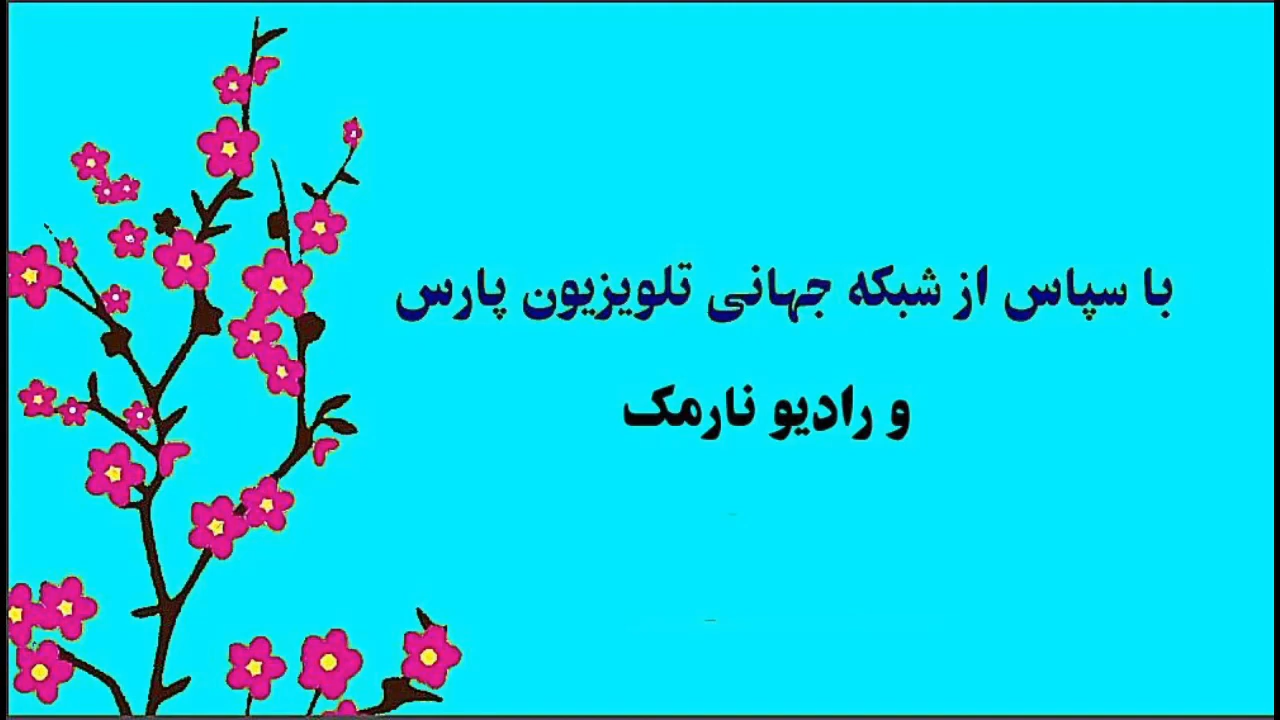 با سپاس از شبکه جهانی تلویزیون پارس
و رادیو نارمک